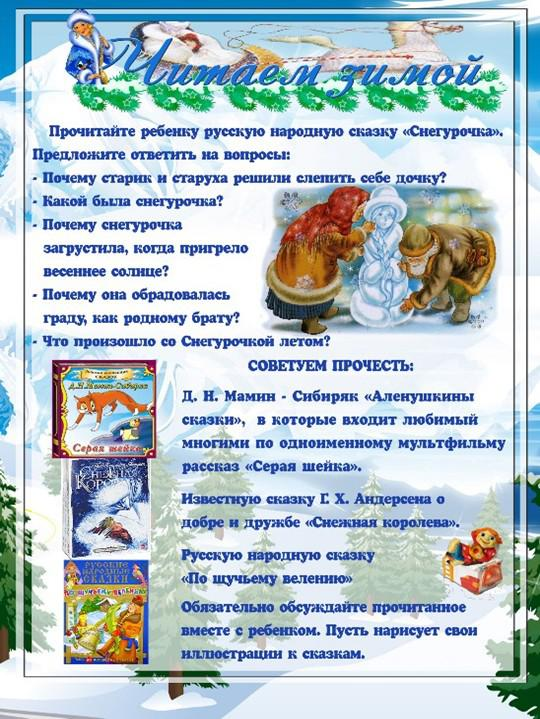 Читаем зимой
Прочитайте ребенку русскую народную сказку «Снегурочка».
Предложите ответить на вопросы:
- Почему старик и старуха решили слепить себе дочку?
- Какой была снегурочка?
- Почему снегурочка
загрустила, когда пригрело
весеннее солнце?
- Почему она обрадовалась
граду, как родному брату?
- Что произошло со Снегурочкой летом?
СОВЕТУЕМ ПРОЧЕСТЬ:
Д. Н. Мамин - Сибиряк «Аленушкины
сказки», в которые входит любимый
многими по одноименному мультфильму
рассказ «Серая шейка».
Д.Н.Мамин-Сибиряк
Серая шейка
Известную сказку Г. Х. Андерсена о
добре и дружбе «Снежная королева».
Снежная
Королева
Русскую народную сказку
«По щучьему велению»
РУССКИЕ
НАРОДНЫЕ
СКАЗКИ
ПО ЩУЧЬЕМУ ВЕЛЕНИЮ
Обязательно обсуждайте прочитанное
вместе с ребенком. Пусть нарисует свои
иллюстрации к сказкам.